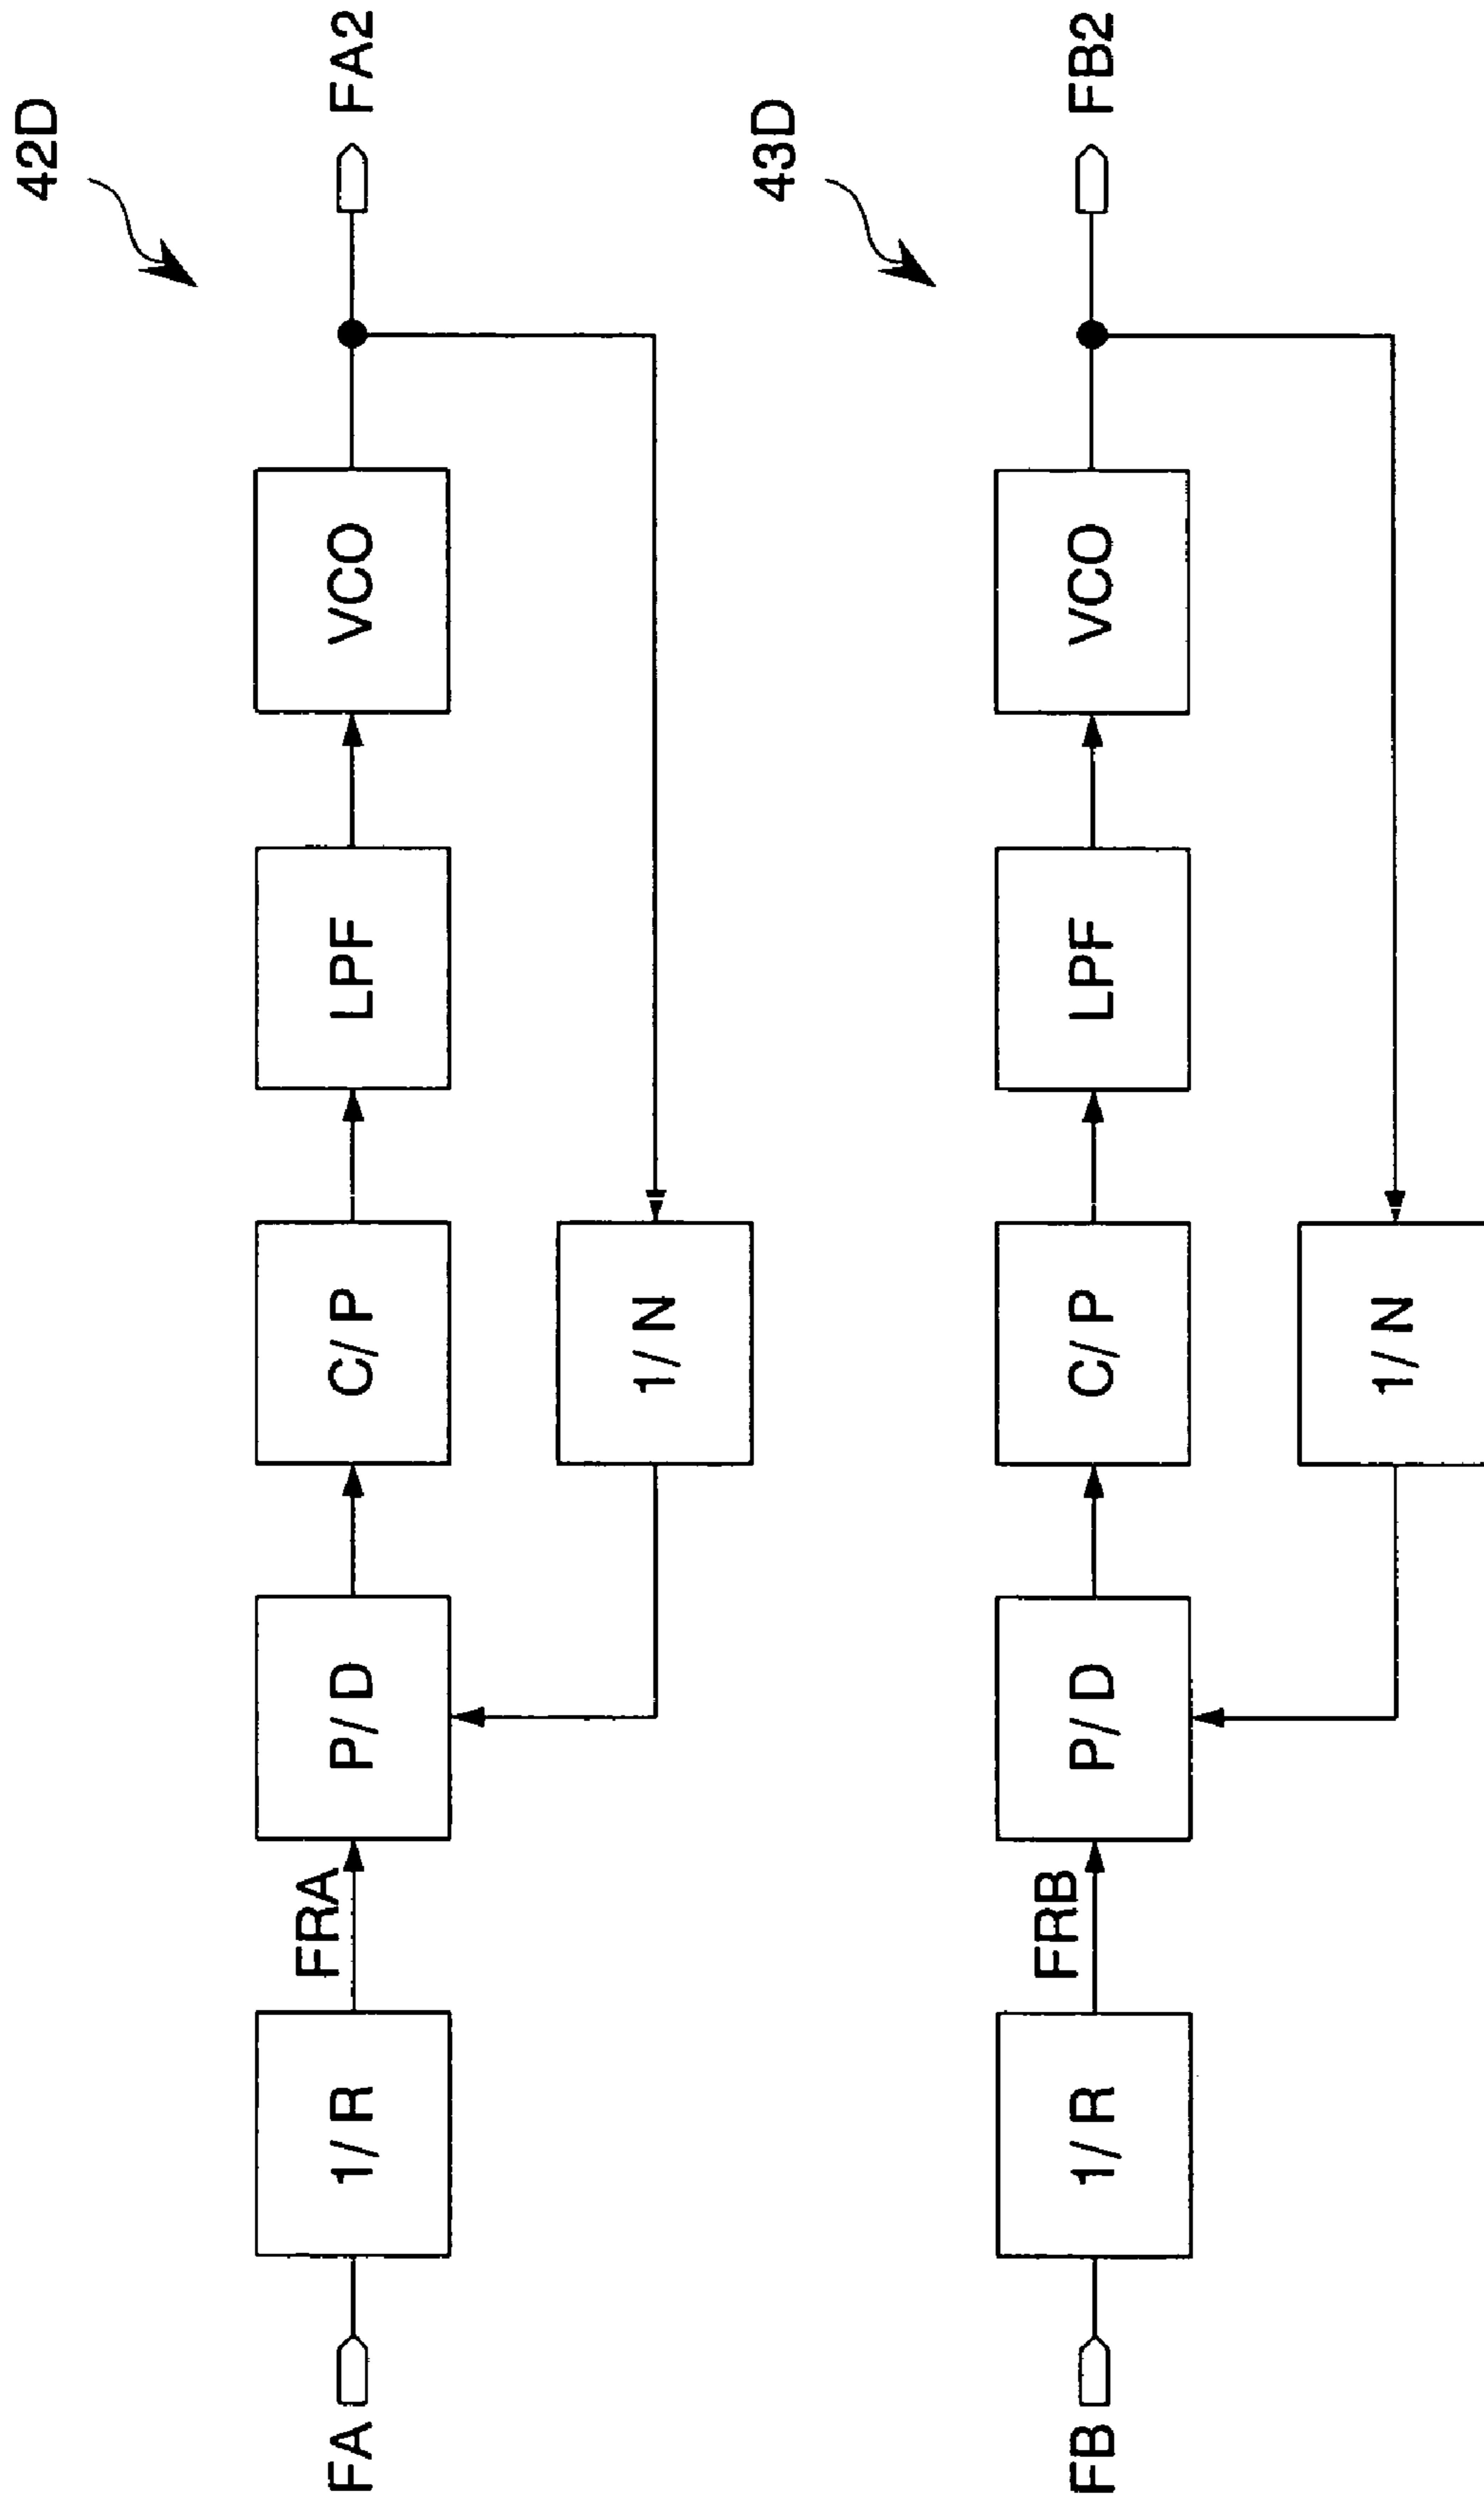 42D
FA
1/R
FRA
P/D
C/P
LPF
VCO
FA2
1/N
43D
FB
1/R
FRB
P/D
C/P
LPF
VCO
FB2
1/N